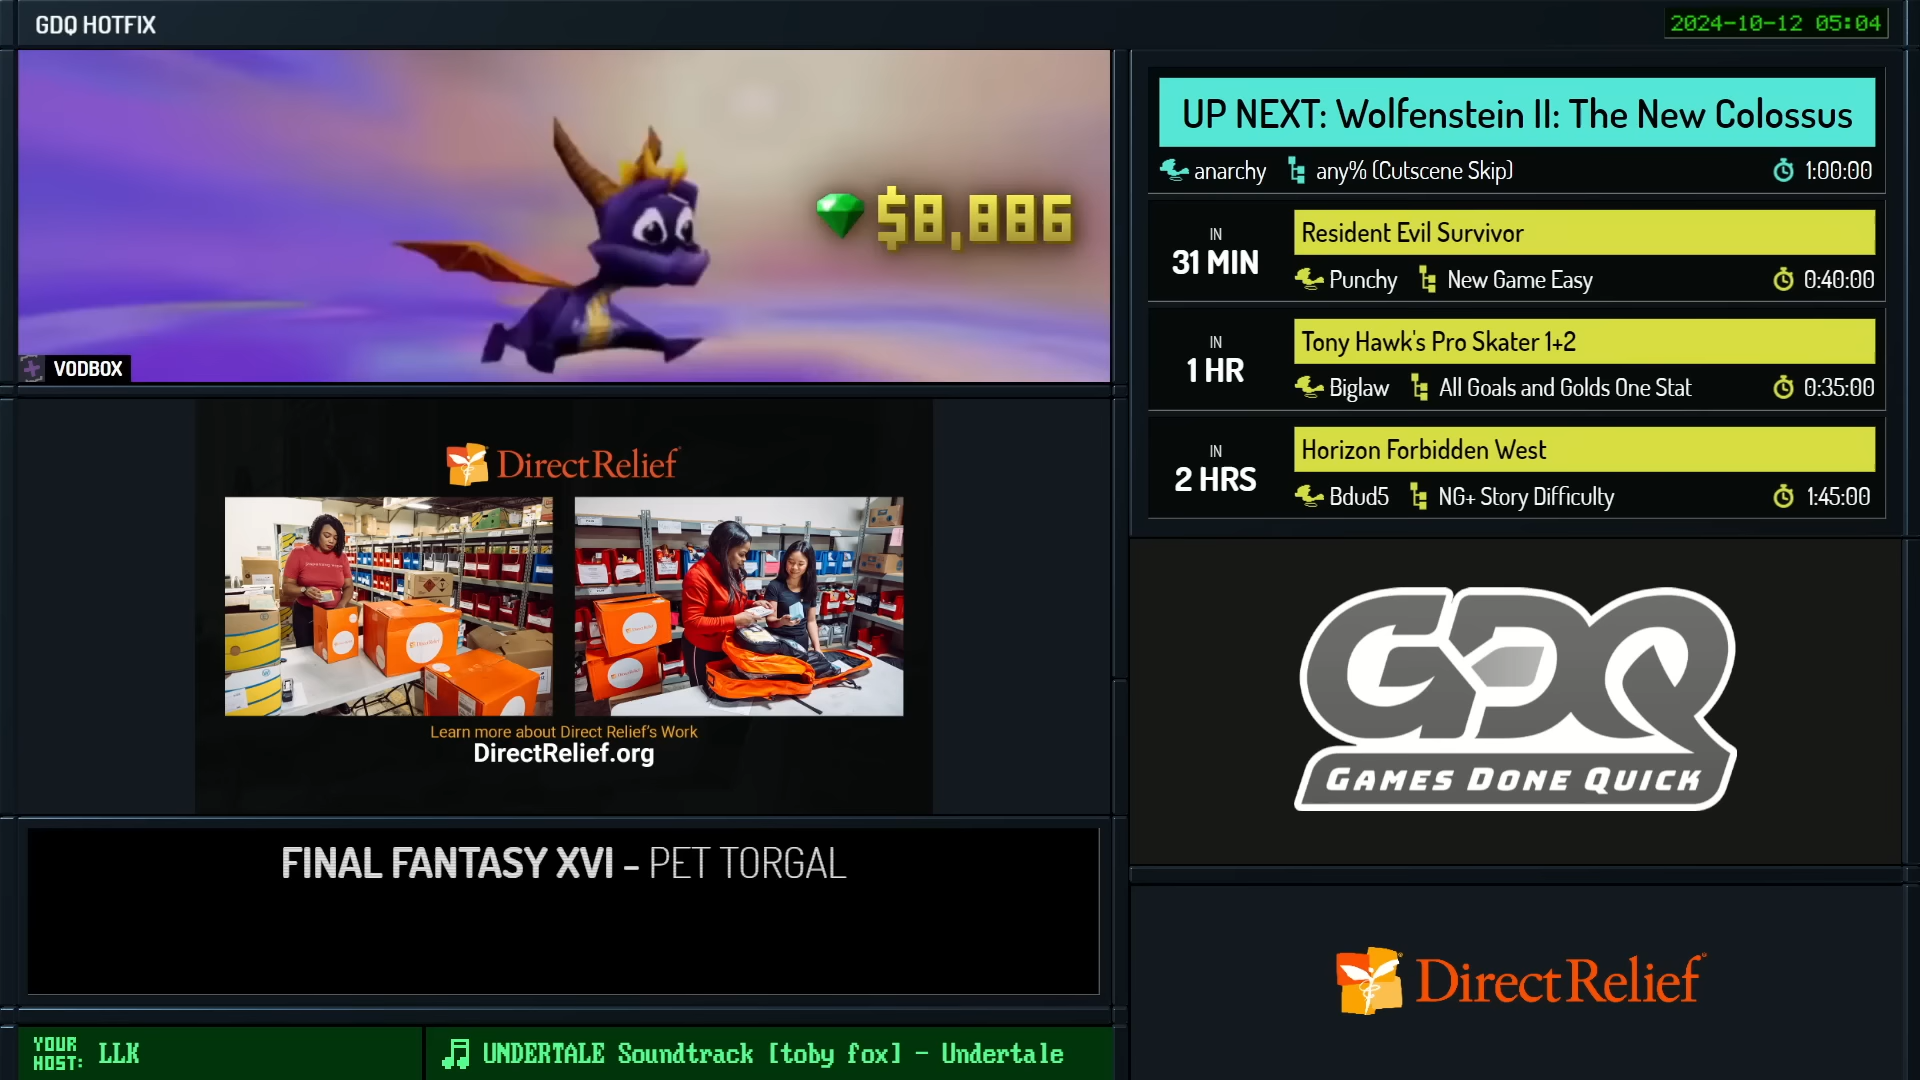 GDQ HOTFIX
2024-10-12 05:04
$8,886
VODBOX
UP NEXT: Wolfenstein II: The New Colossus
anarchy any% (Cutscene Skip) 1:00:00
IN
31 MIN
Resident Evil Survivor
Punchy New Game Easy 0:40:00
IN
1 HR
Tony Hawk's Pro Skater 1+2
Biglaw All Goals and Golds One Stat 0:35:00
IN
2 HRS
Horizon Forbidden West
Bdud5 NG+ Story Difficulty 1:45:00
Direct Relief
Learn more about Direct Relief's Work
DirectRelief.org
GDQ
GAMES DONE QUICK
FINAL FANTASY XVI – PET TORGAL
Direct Relief
YOUR
HOST: LLK
UNDERTALE Soundtrack [toby fox] - Undertale